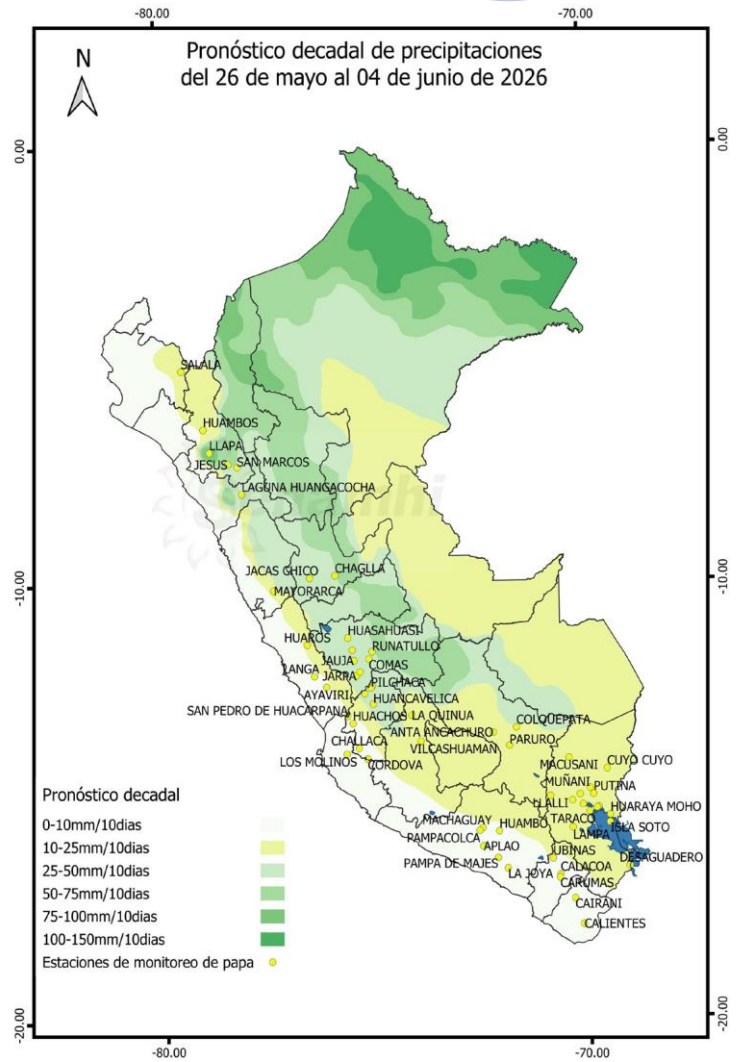 -80.00
-70.00
Pronóstico decadal de precipitaciones
del 26 de mayo al 04 de junio de 2026
N
0.00
0.00
SALALA
HUAMBOS
LLAPA
JESUS
SAN MARCOS
LAGUNA HUANGACOCHA
Senamhi
JACAS CHICO
CHAGLLA
-10.00
-10.00
MAYORARCA
HUASAHUASI
HUAROS
RUNATULLO
JAUJA
COMAS
LANGA
JARPA
PILCHACA
AYAVIRI
HUANCAVELICA
SAN PEDRO DE HUACARPANA
HUACHOS
LA QUINUA
COLQUEPATA
ANTA ANCACHURO
CHALLACA
VILCASHUAMAN
PARURO
LOS MOLINOS
CORDOVA
MACUSANI
CUYO CUYO
MUÑANI
PUTINA
LLALLI
HUARAYA MOHO
MACHAGUAY
HUAMBO
TARACO
ISLA SOTO
PAMPACOLCA
LAMPA
APLAO
UBINAS
DESAGUADERO
PAMPA DE MAJES
CALACOA
LA JOYA
CARUMAS
CAIRANI
CALIENTES
Pronóstico decadal
0-10mm/10dias
10-25mm/10dias
25-50mm/10dias
50-75mm/10dias
75-100mm/10dias
100-150mm/10dias
Estaciones de monitoreo de papa
-20.00
-20.00
-80.00
-70.00